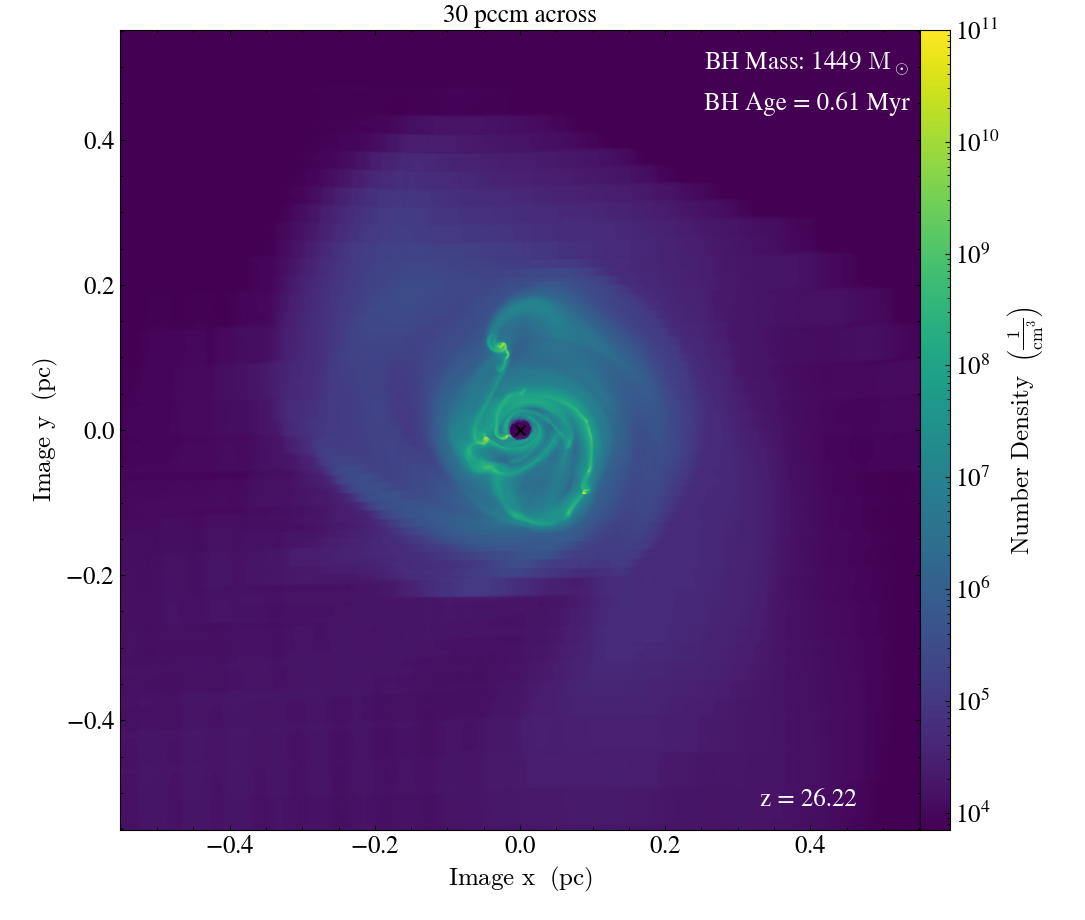 30 pccm across
BH Mass: 1449 M☉
BH Age = 0.61 Myr
z = 26.22
0.4
0.2
0.0
−0.2
−0.4
Image y (pc)
−0.4
−0.2
0.0
0.2
0.4
Image x (pc)
10¹¹
10¹⁰
10⁹
10⁸
10⁷
10⁶
10⁵
10⁴
Number Density (1/cm³)